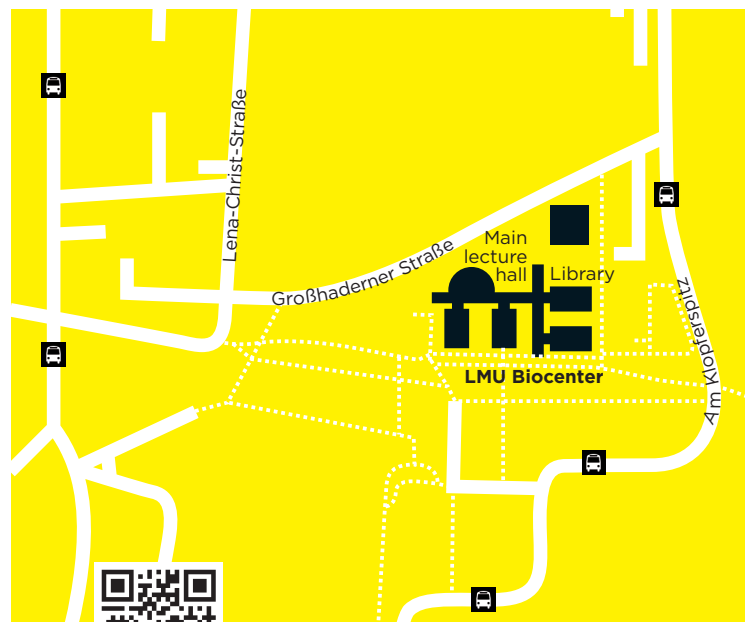 Lena-Christ-Straße
Großhaderner Straße
Main
lecture
hall
Library
LMU Biocenter
Am Klopferspitz